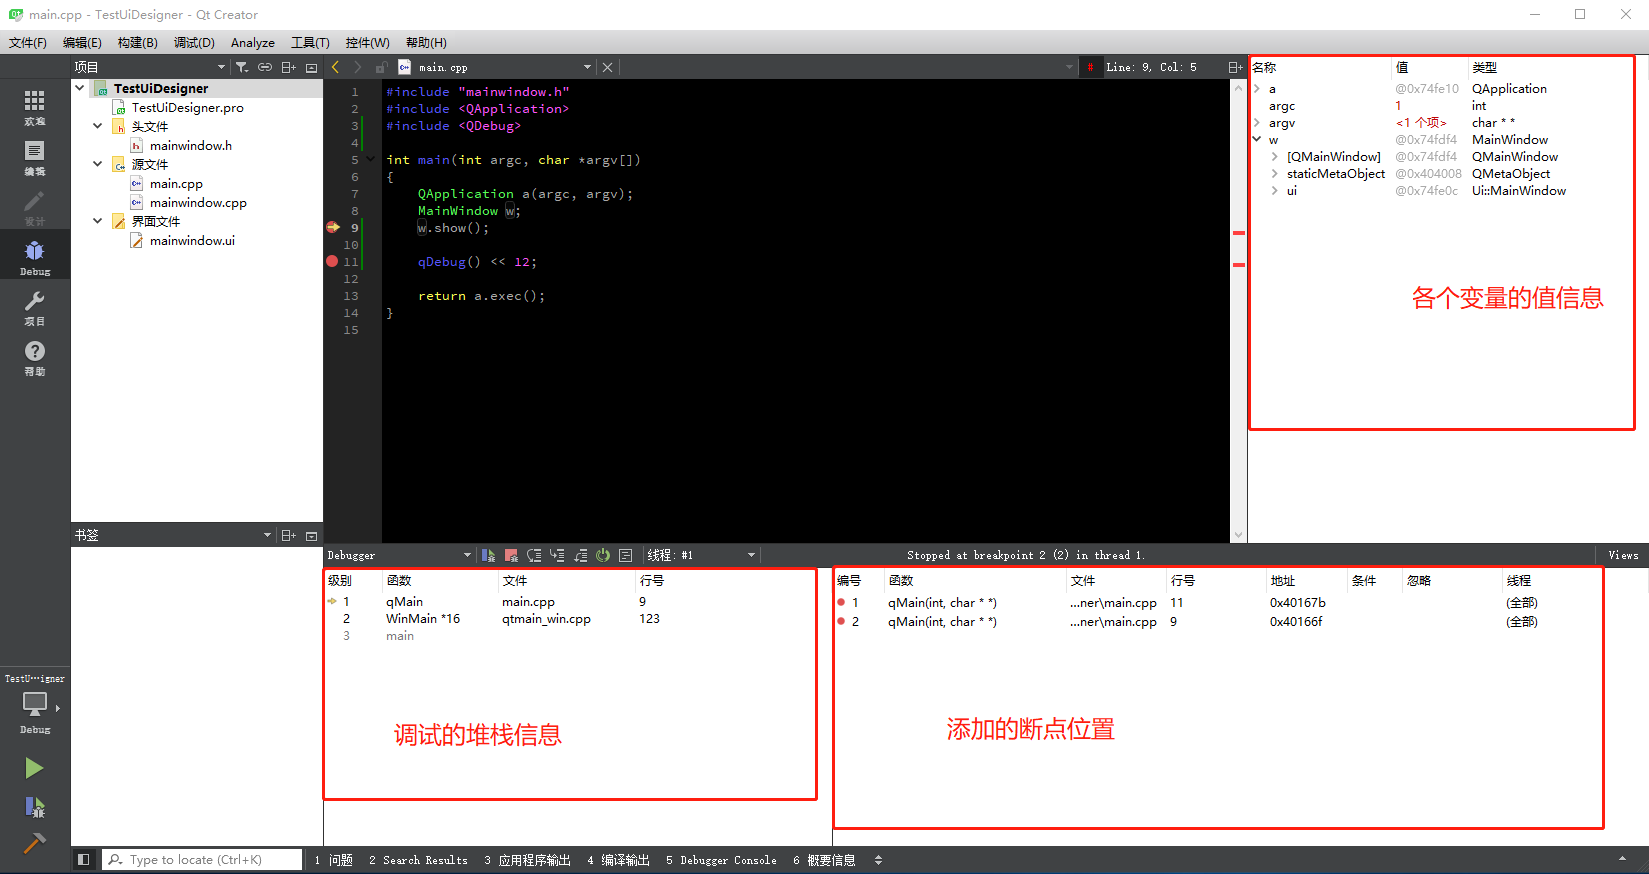 main.cpp - TestUiDesigner - Qt Creator
文件(F) 编辑(E) 构建(B) 调试(D) Analyze 工具(T) 控件(W) 帮助(H)
欢迎
编辑
设计
Debug
项目
帮助
TestU···igner
Debug
项目
TestUiDesigner
TestUiDesigner.pro
头文件
mainwindow.h
源文件
main.cpp
mainwindow.cpp
界面文件
mainwindow.ui
书签
main.cpp
# Line: 9, Col: 5
1 #include "mainwindow.h"
2 #include <QApplication>
3 #include <QDebug>
4
5 int main(int argc, char *argv[])
6 {
7 QApplication a(argc, argv);
8 MainWindow w;
9 w.show();
10
11 qDebug() << 12;
12
13 return a.exec();
14 }
15
名称 值 类型
a @0x74fe10 QApplication
argc 1 int
argv <1 个项> char * *
w @0x74fdf4 MainWindow
[QMainWindow] @0x74fdf4 QMainWindow
staticMetaObject @0x404008 QMetaObject
ui @0x74fe0c Ui::MainWindow
各个变量的值信息
Debugger 线程: #1 Stopped at breakpoint 2 (2) in thread 1. Views
级别 函数 文件 行号
1 qMain main.cpp 9
2 WinMain *16 qtmain_win.cpp 123
3 main
调试的堆栈信息
编号 函数 文件 行号 地址 条件 忽略 线程
1 qMain(int, char * *) ...ner\main.cpp 11 0x40167b (全部)
2 qMain(int, char * *) ...ner\main.cpp 9 0x40166f (全部)
添加的断点位置
Type to locate (Ctrl+K) 1 问题 2 Search Results 3 应用程序输出 4 编译输出 5 Debugger Console 6 概要信息